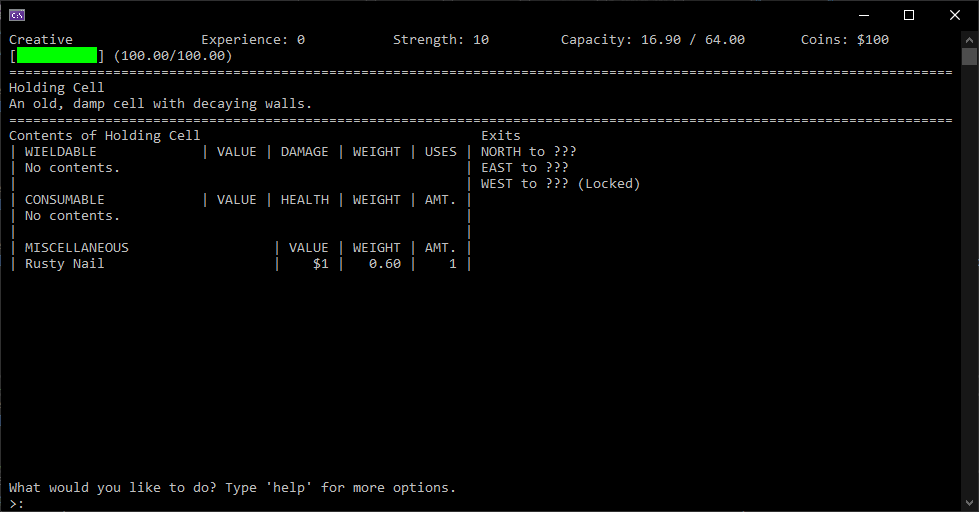 C:\
Creative Experience: 0 Strength: 10 Capacity: 16.90 / 64.00 Coins: $100
[ ] (100.00/100.00)
======================================================================================================================
Holding Cell
An old, damp cell with decaying walls.
======================================================================================================================
Contents of Holding Cell Exits
| WIELDABLE | VALUE | DAMAGE | WEIGHT | USES | NORTH to ???
| No contents. | EAST to ???
| | WEST to ??? (Locked)
| CONSUMABLE | VALUE | HEALTH | WEIGHT | AMT. |
| No contents. |
| |
| MISCELLANEOUS | VALUE | WEIGHT | AMT. |
| Rusty Nail | $1 | 0.60 | 1 |
What would you like to do? Type 'help' for more options.
>: